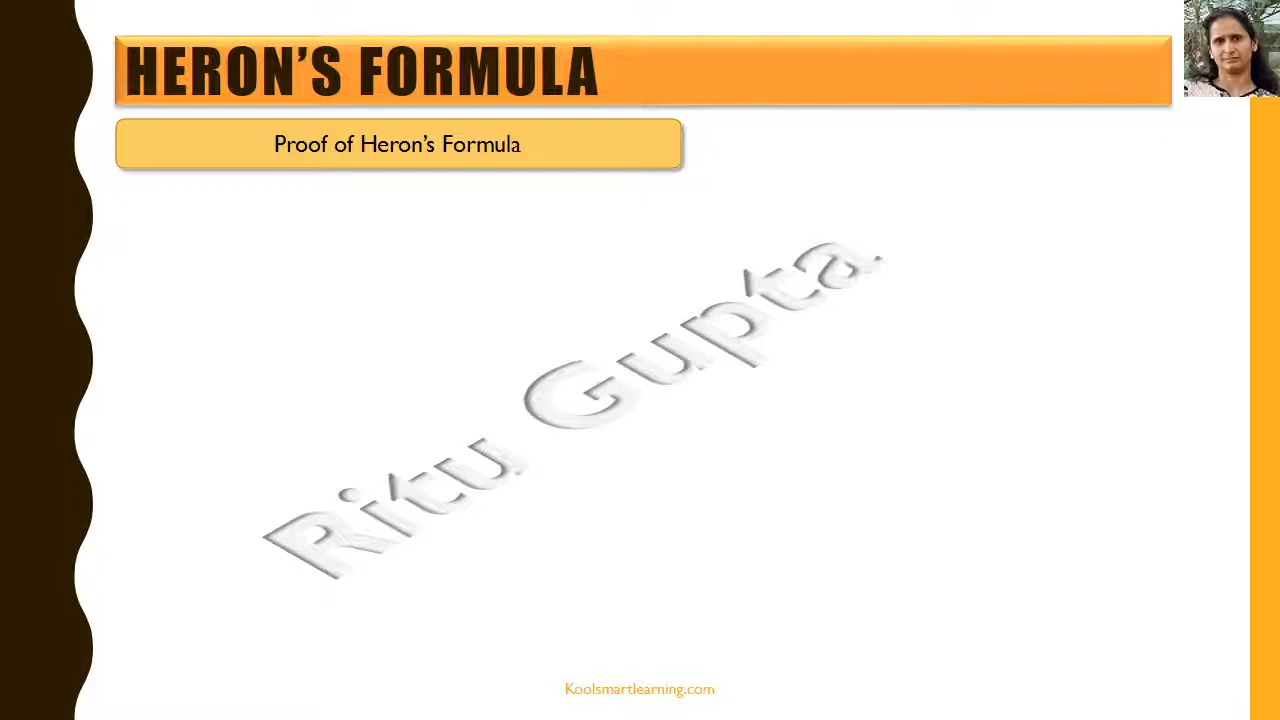 HERON'S FORMULA
Proof of Heron's Formula
Ritu Gupta
Koolsmartlearning.com